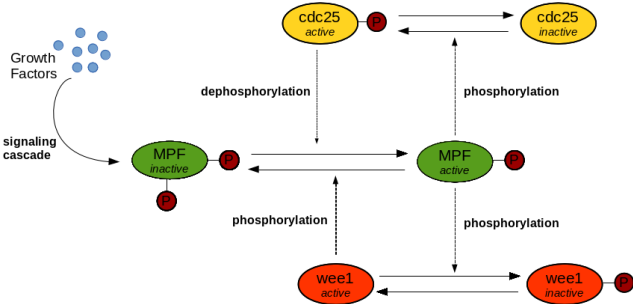 cdc25
active
P
cdc25
inactive
Growth
Factors
dephosphorylation
phosphorylation
signaling
cascade
MPF
inactive
P
P
MPF
active
P
phosphorylation
phosphorylation
wee1
active
wee1
inactive
P